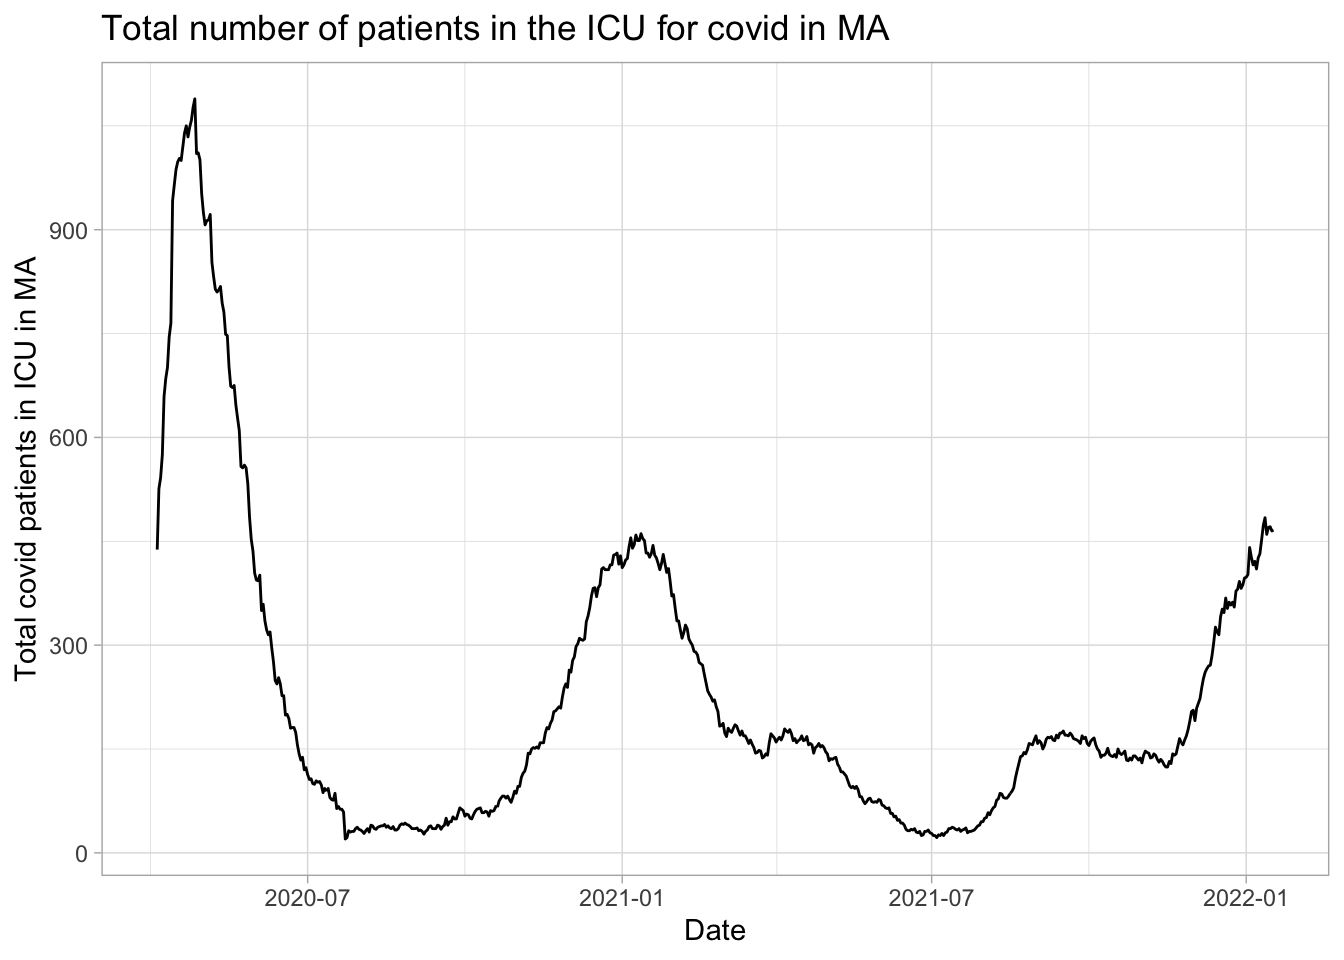 Total number of patients in the ICU for covid in MA
Total covid patients in ICU in MA
900
600
300
0
2020-07
2021-01
2021-07
2022-01
Date